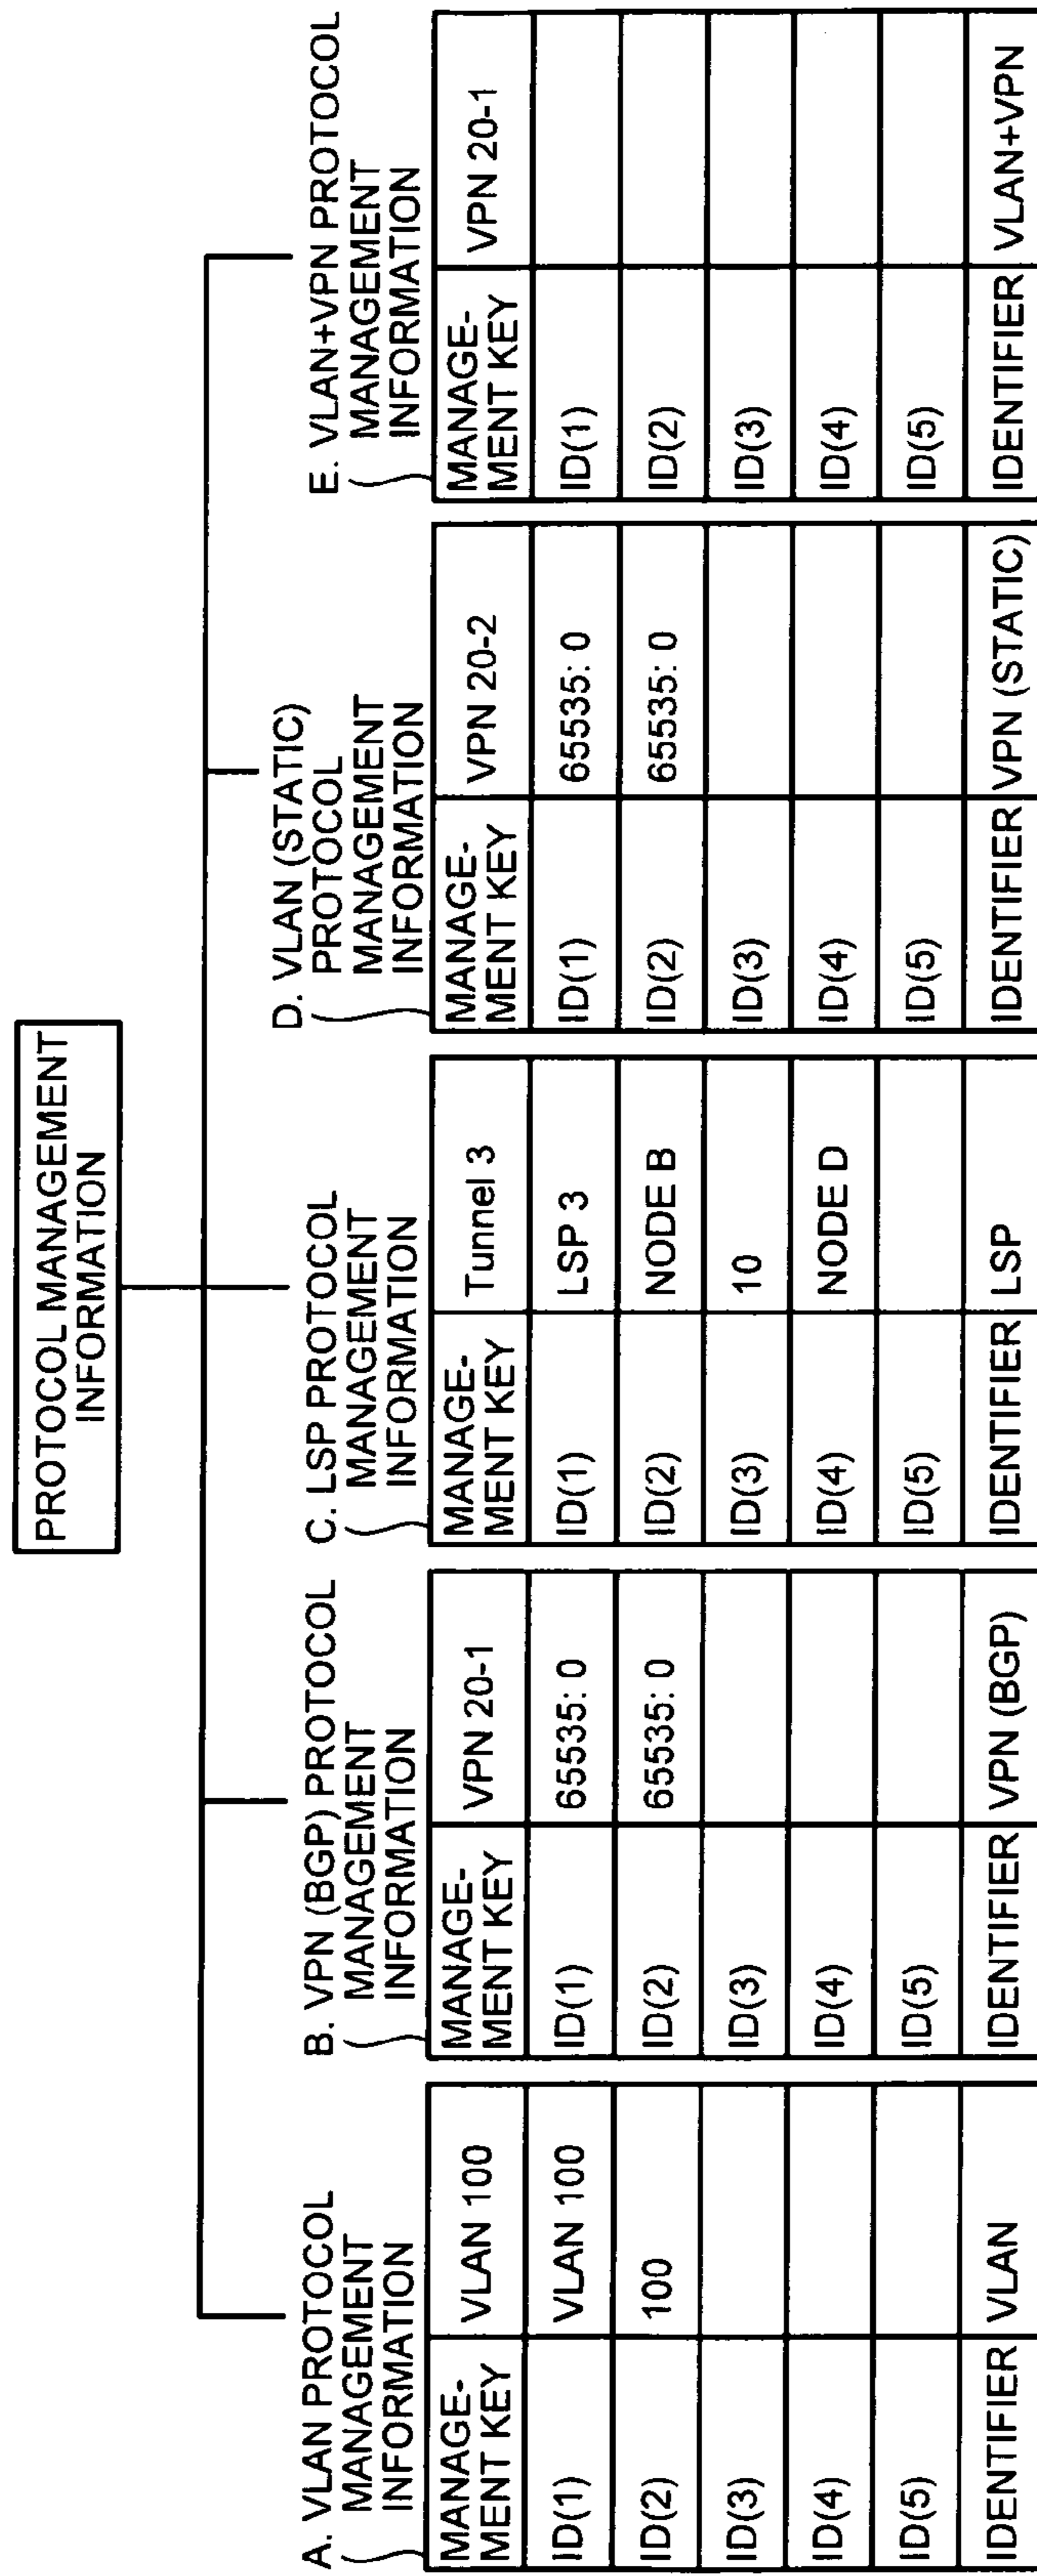 PROTOCOL MANAGEMENT
INFORMATION
A. VLAN PROTOCOL
MANAGEMENT
INFORMATION
MANAGE-
MENT KEY
VLAN 100
ID(1)
VLAN 100
ID(2)
100
ID(3)
ID(4)
ID(5)
IDENTIFIER
VLAN
B. VPN (BGP) PROTOCOL
MANAGEMENT
INFORMATION
MANAGE-
MENT KEY
VPN 20-1
ID(1)
65535: 0
ID(2)
65535: 0
ID(3)
ID(4)
ID(5)
IDENTIFIER
VPN (BGP)
C. LSP PROTOCOL
MANAGEMENT
INFORMATION
MANAGE-
MENT KEY
Tunnel 3
ID(1)
LSP 3
ID(2)
NODE B
ID(3)
10
ID(4)
NODE D
ID(5)
IDENTIFIER
LSP
D. VLAN (STATIC)
PROTOCOL
MANAGEMENT
INFORMATION
MANAGE-
MENT KEY
VPN 20-2
ID(1)
65535: 0
ID(2)
65535: 0
ID(3)
ID(4)
ID(5)
IDENTIFIER
VPN (STATIC)
E. VLAN+VPN PROTOCOL
MANAGEMENT
INFORMATION
MANAGE-
MENT KEY
VPN 20-1
ID(1)
ID(2)
ID(3)
ID(4)
ID(5)
IDENTIFIER
VLAN+VPN